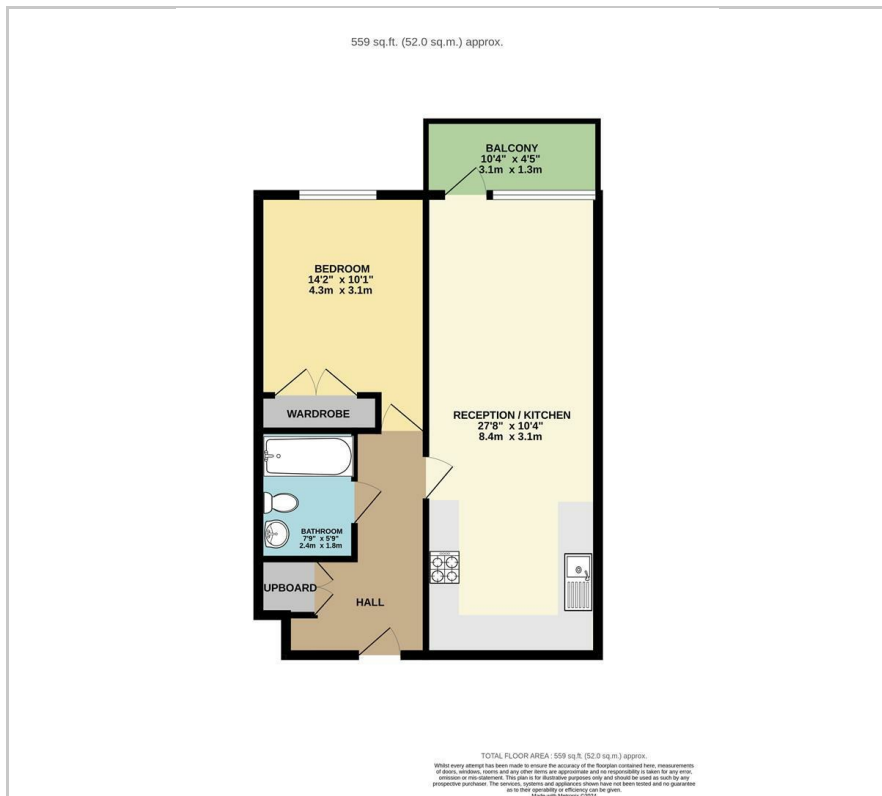 559 sq.ft. (52.0 sq.m.) approx.
BALCONY
10'4" x 4'5"
3.1m x 1.3m
BEDROOM
14'2" x 10'1"
4.3m x 3.1m
WARDROBE
RECEPTION / KITCHEN
27'8" x 10'4"
8.4m x 3.1m
BATHROOM
7'9" x 5'9"
2.4m x 1.8m
UPBOARD
HALL
TOTAL FLOOR AREA : 559 sq.ft. (52.0 sq.m.) approx.
Whilst every attempt has been made to ensure the accuracy of the floorplan contained here, measurements
of doors, windows, rooms and any other items are approximate and no responsibility is taken for any error,
omission or mis-statement. This plan is for illustrative purposes only and should be used as such by any
prospective purchaser. The services, systems and appliances shown have not been tested and no guarantee
as to their operability or efficiency can be given.
Made with Metropix ©2024